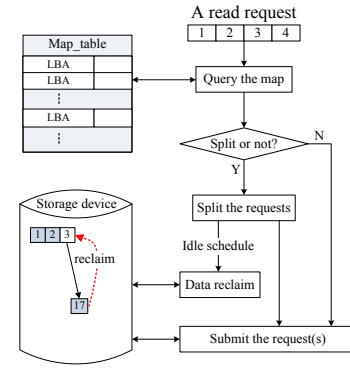 A read request
1 2 3 4
Map_table
LBA
LBA
⋮
LBA
⋮
Query the map
Split or not?
N
Y
Split the requests
Idle schedule
Data reclaim
Submit the request(s)
Storage device
1 2 3
reclaim
17